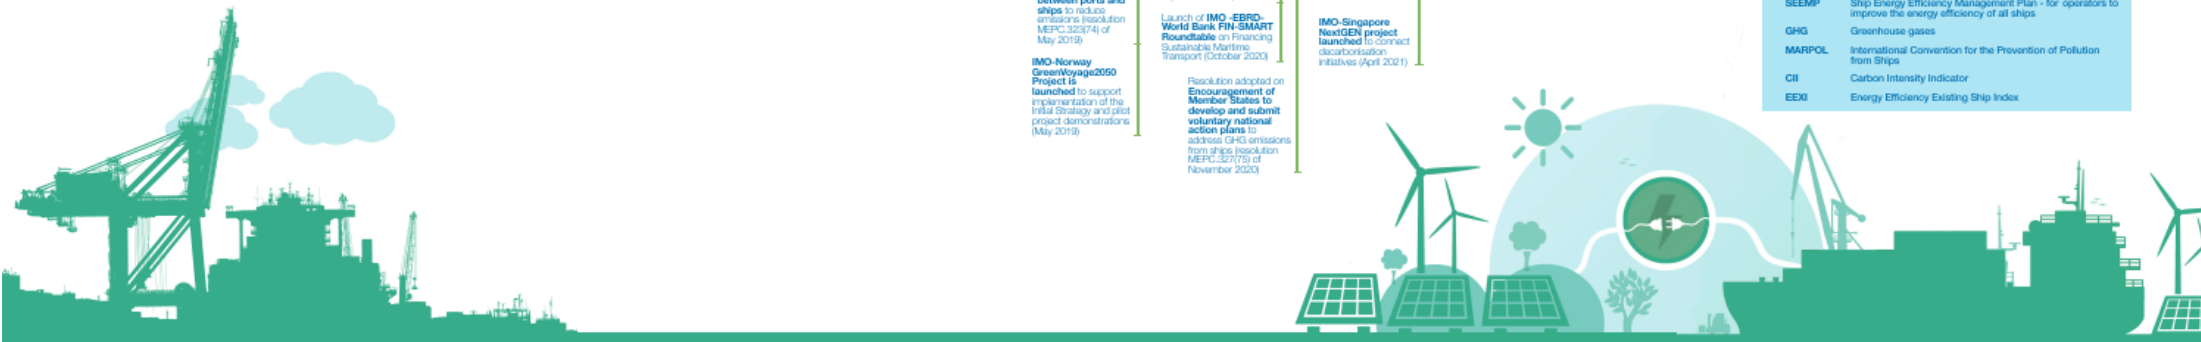 between ports and
ships to reduce
emissions (resolution
MEPC.323(74) of
May 2019)
IMO-Norway
GreenVoyage2050
Project is
launched to support
implementation of the
Initial Strategy and pilot
project demonstrations
(May 2019)
Launch of IMO -EBRD-
World Bank FIN-SMART
Roundtable on Financing
Sustainable Maritime
Transport (October 2020)
Resolution adopted on
Encouragement of
Member States to
develop and submit
voluntary national
action plans to
address GHG emissions
from ships (resolution
MEPC.327(75) of
November 2020)
IMO-Singapore
NextGEN project
launched to connect
decarbonisation
initiatives (April 2021)
SEEMP Ship Energy Efficiency Management Plan - for operators to
improve the energy efficiency of all ships
GHG Greenhouse gases
MARPOL International Convention for the Prevention of Pollution
from Ships
CII Carbon Intensity Indicator
EEXI Energy Efficiency Existing Ship Index